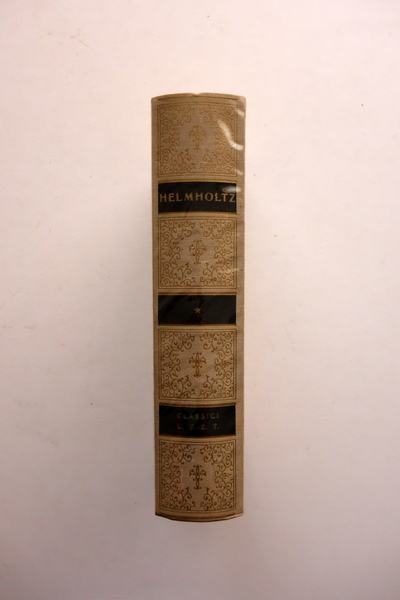 HELMHOLTZ
*
CLASSICI
U. T. E. T.